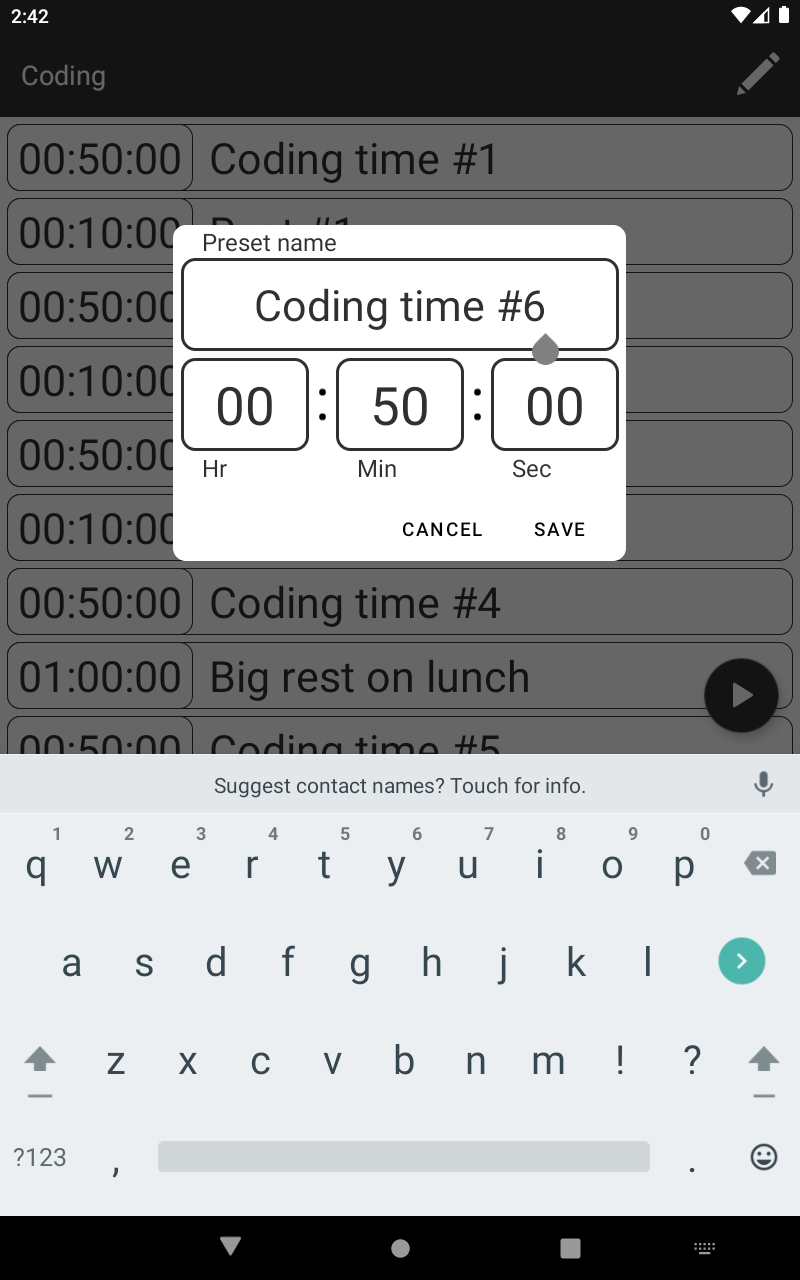 2:42
Coding
00:50:00 Coding time #1
00:10:00 Rest #1
00:50:00
00:10:00
00:50:00
00:10:00
00:50:00 Coding time #4
01:00:00 Big rest on lunch
00:50:00 Coding time #5
Preset name
Coding time #6
00 : 50 : 00
Hr Min Sec
CANCEL SAVE
Suggest contact names? Touch for info.
1 2 3 4 5 6 7 8 9 0
q w e r t y u i o p
a s d f g h j k l
z x c v b n m ! ?
?123 , .